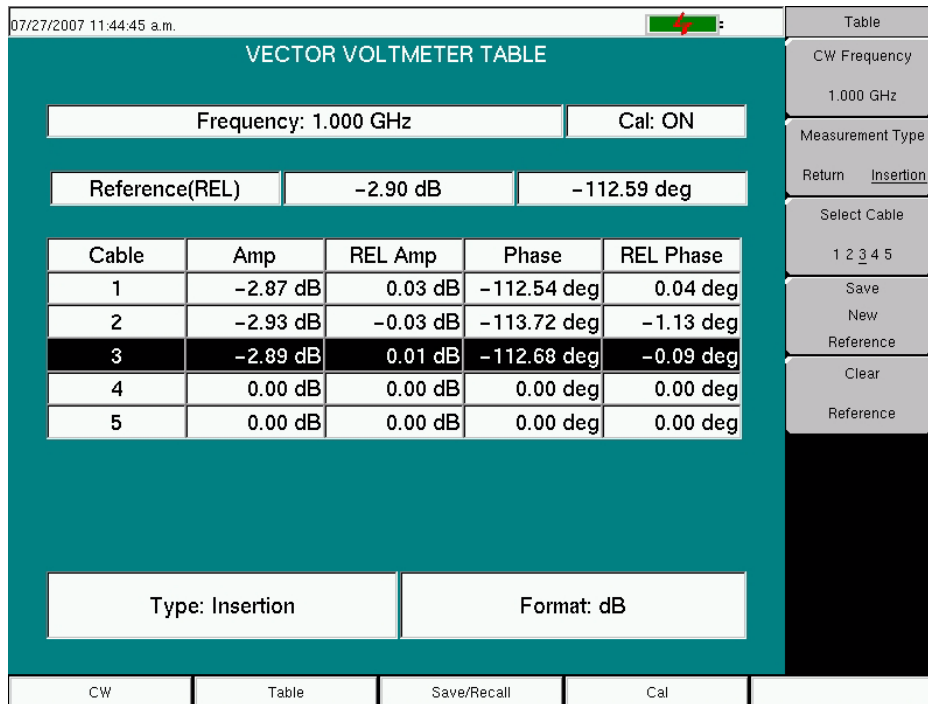 07/27/2007 11:44:45 a.m.
VECTOR VOLTMETER TABLE
Frequency: 1.000 GHz Cal: ON
Reference(REL) −2.90 dB −112.59 deg
Cable Amp REL Amp Phase REL Phase
1 −2.87 dB 0.03 dB −112.54 deg 0.04 deg
2 −2.93 dB −0.03 dB −113.72 deg −1.13 deg
3 −2.89 dB 0.01 dB −112.68 deg −0.09 deg
4 0.00 dB 0.00 dB 0.00 deg 0.00 deg
5 0.00 dB 0.00 dB 0.00 deg 0.00 deg
Type: Insertion Format: dB
Table
CW Frequency
1.000 GHz
Measurement Type
Return Insertion
Select Cable
1 2 3 4 5
Save
New
Reference
Clear
Reference
CW Table Save/Recall Cal